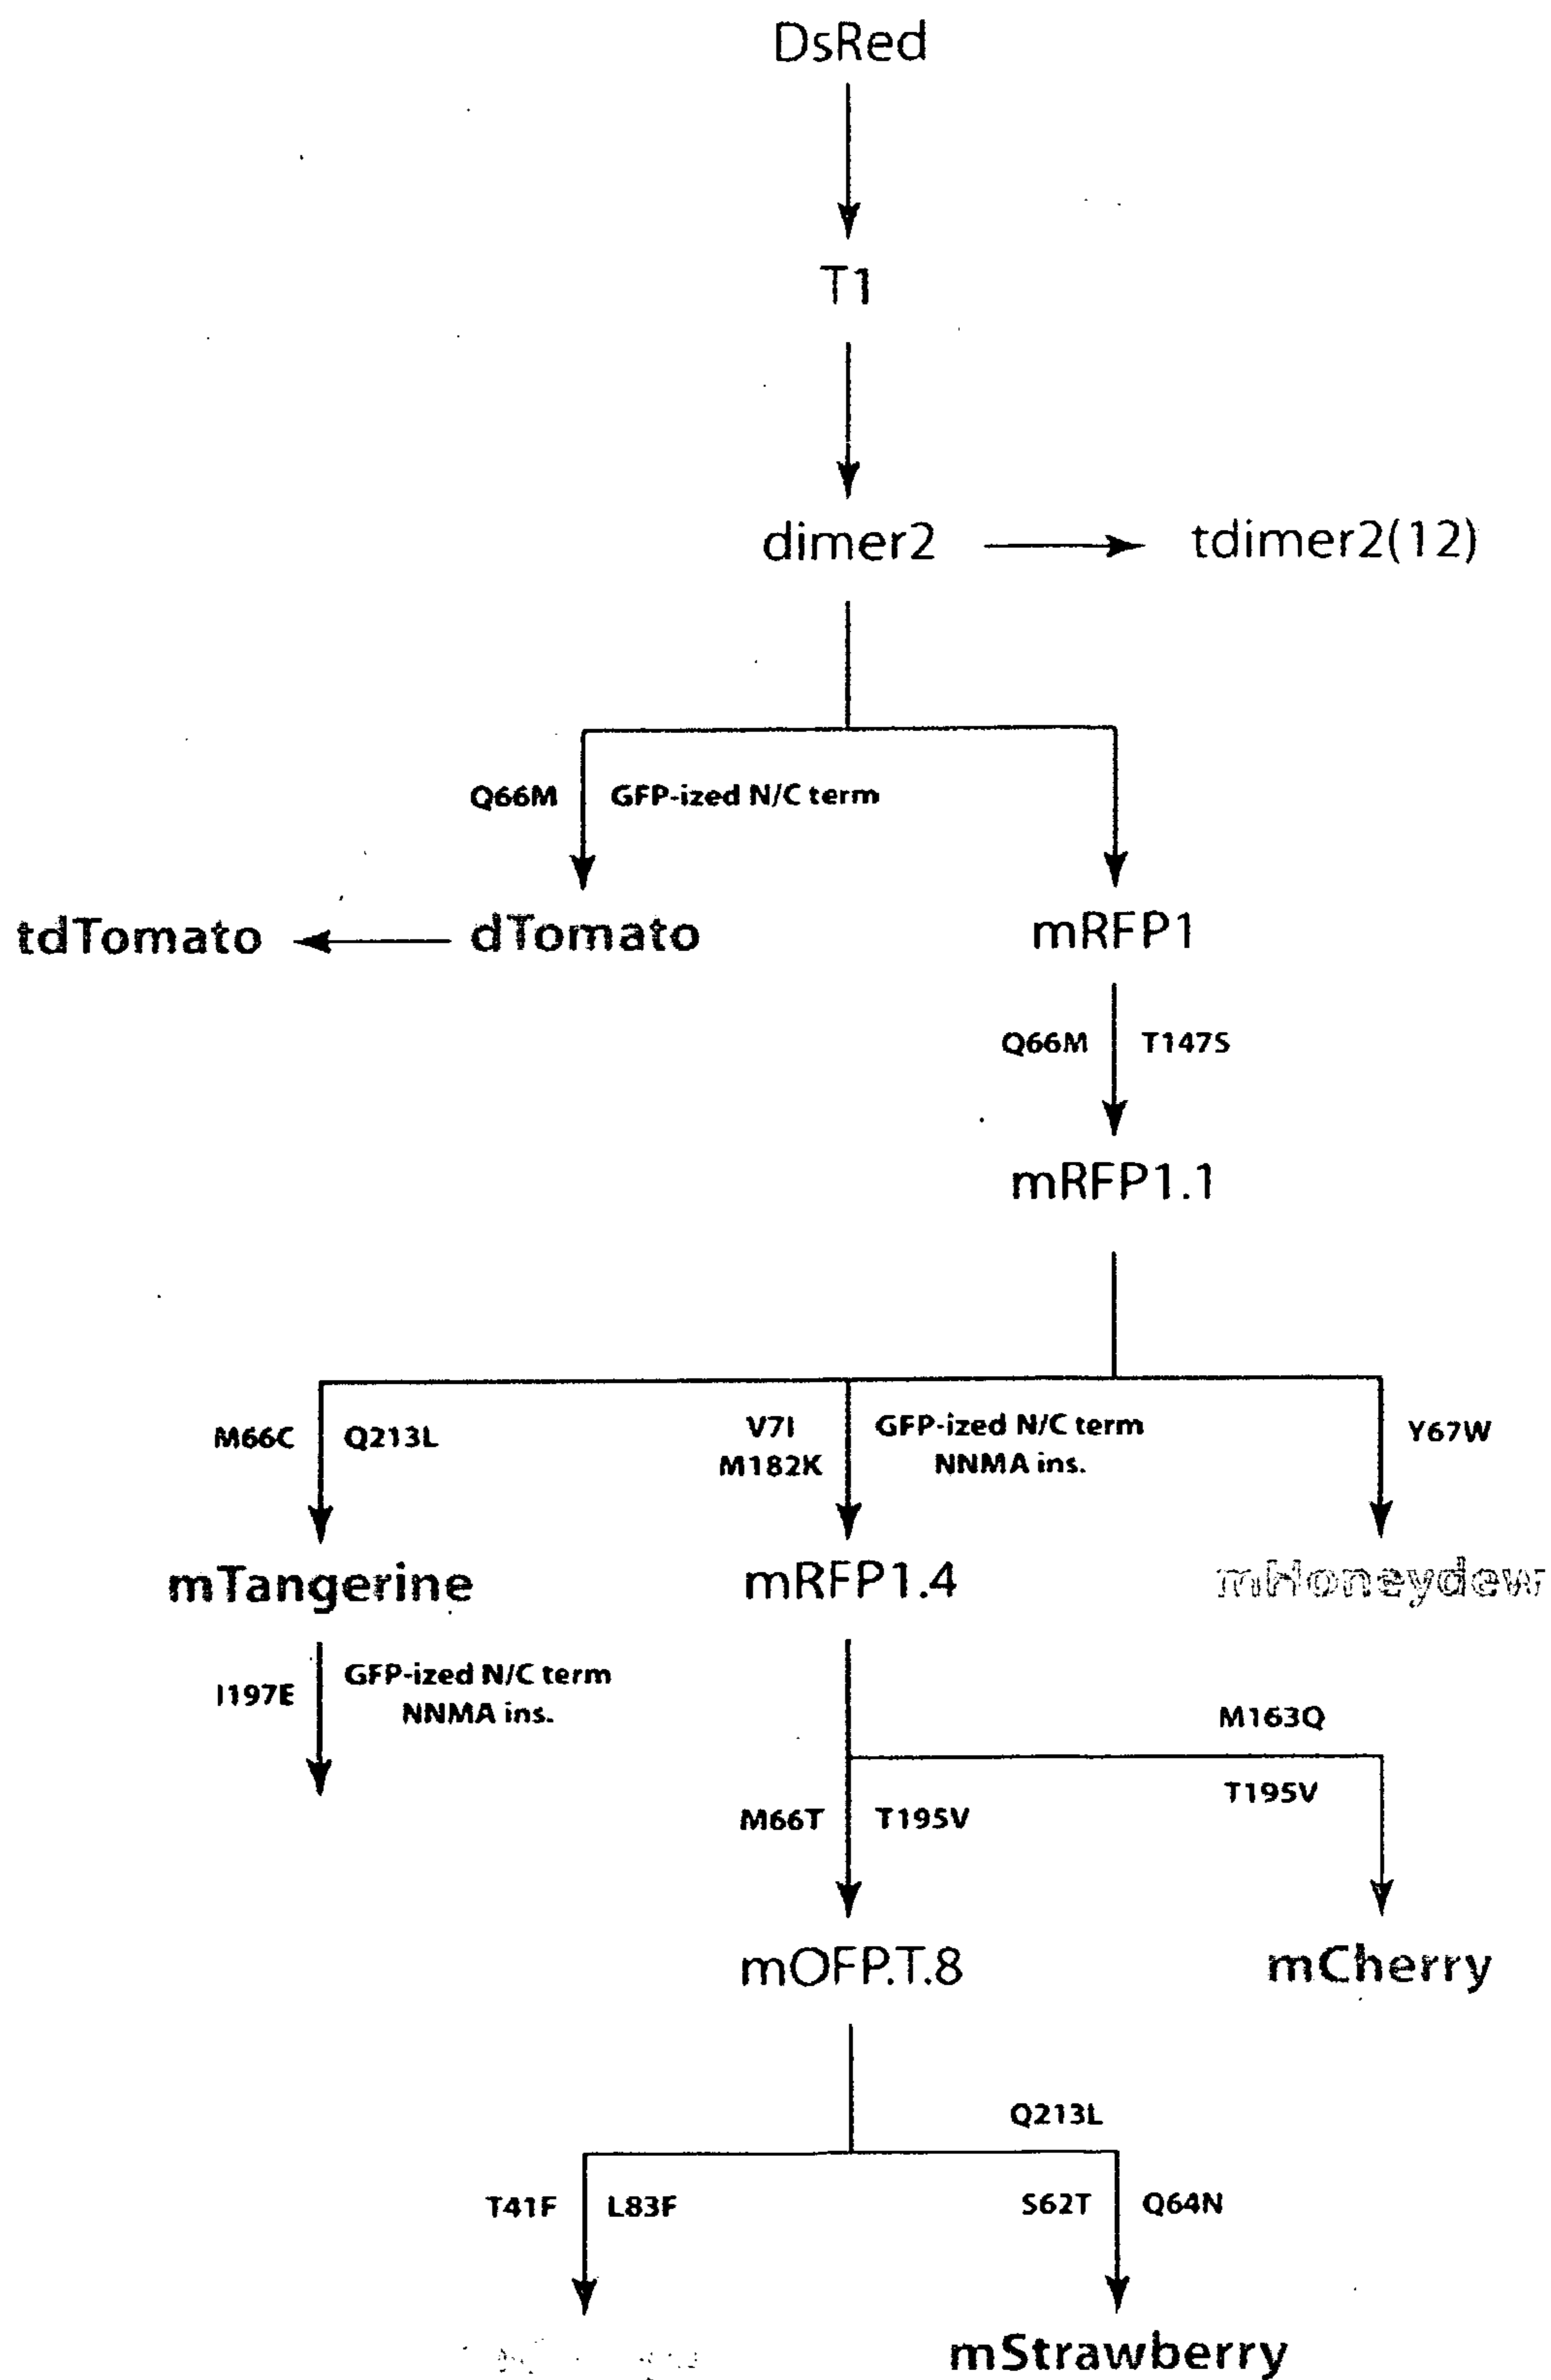 DsRed
T1
dimer2
tdimer2(12)
Q66M
GFP-ized N/C term
tdTomato
dTomato
mRFP1
Q66M
T147S
mRFP1.1
M66C
Q213L
V7I
M182K
GFP-ized N/C term
NNMA ins.
Y67W
mTangerine
mRFP1.4
mHoneydew
I197E
GFP-ized N/C term
NNMA ins.
M163Q
T195V
M66T
T195V
mOFP.T.8
mCherry
Q213L
T41F
L83F
S62T
Q64N
mStrawberry